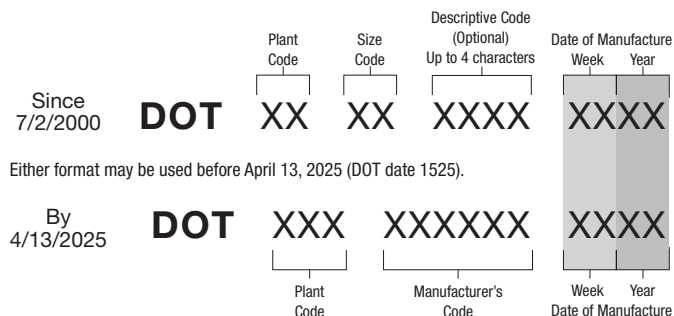 Plant
Code
Size
Code
Descriptive Code
(Optional)
Up to 4 characters
Date of Manufacture
Week Year
Since
7/2/2000
DOT XX XX XXXX XXXX
Either format may be used before April 13, 2025 (DOT date 1525).
By
4/13/2025
DOT XXX XXXXXX XXXX
Plant
Code
Manufacturer's
Code
Week Year
Date of Manufacture